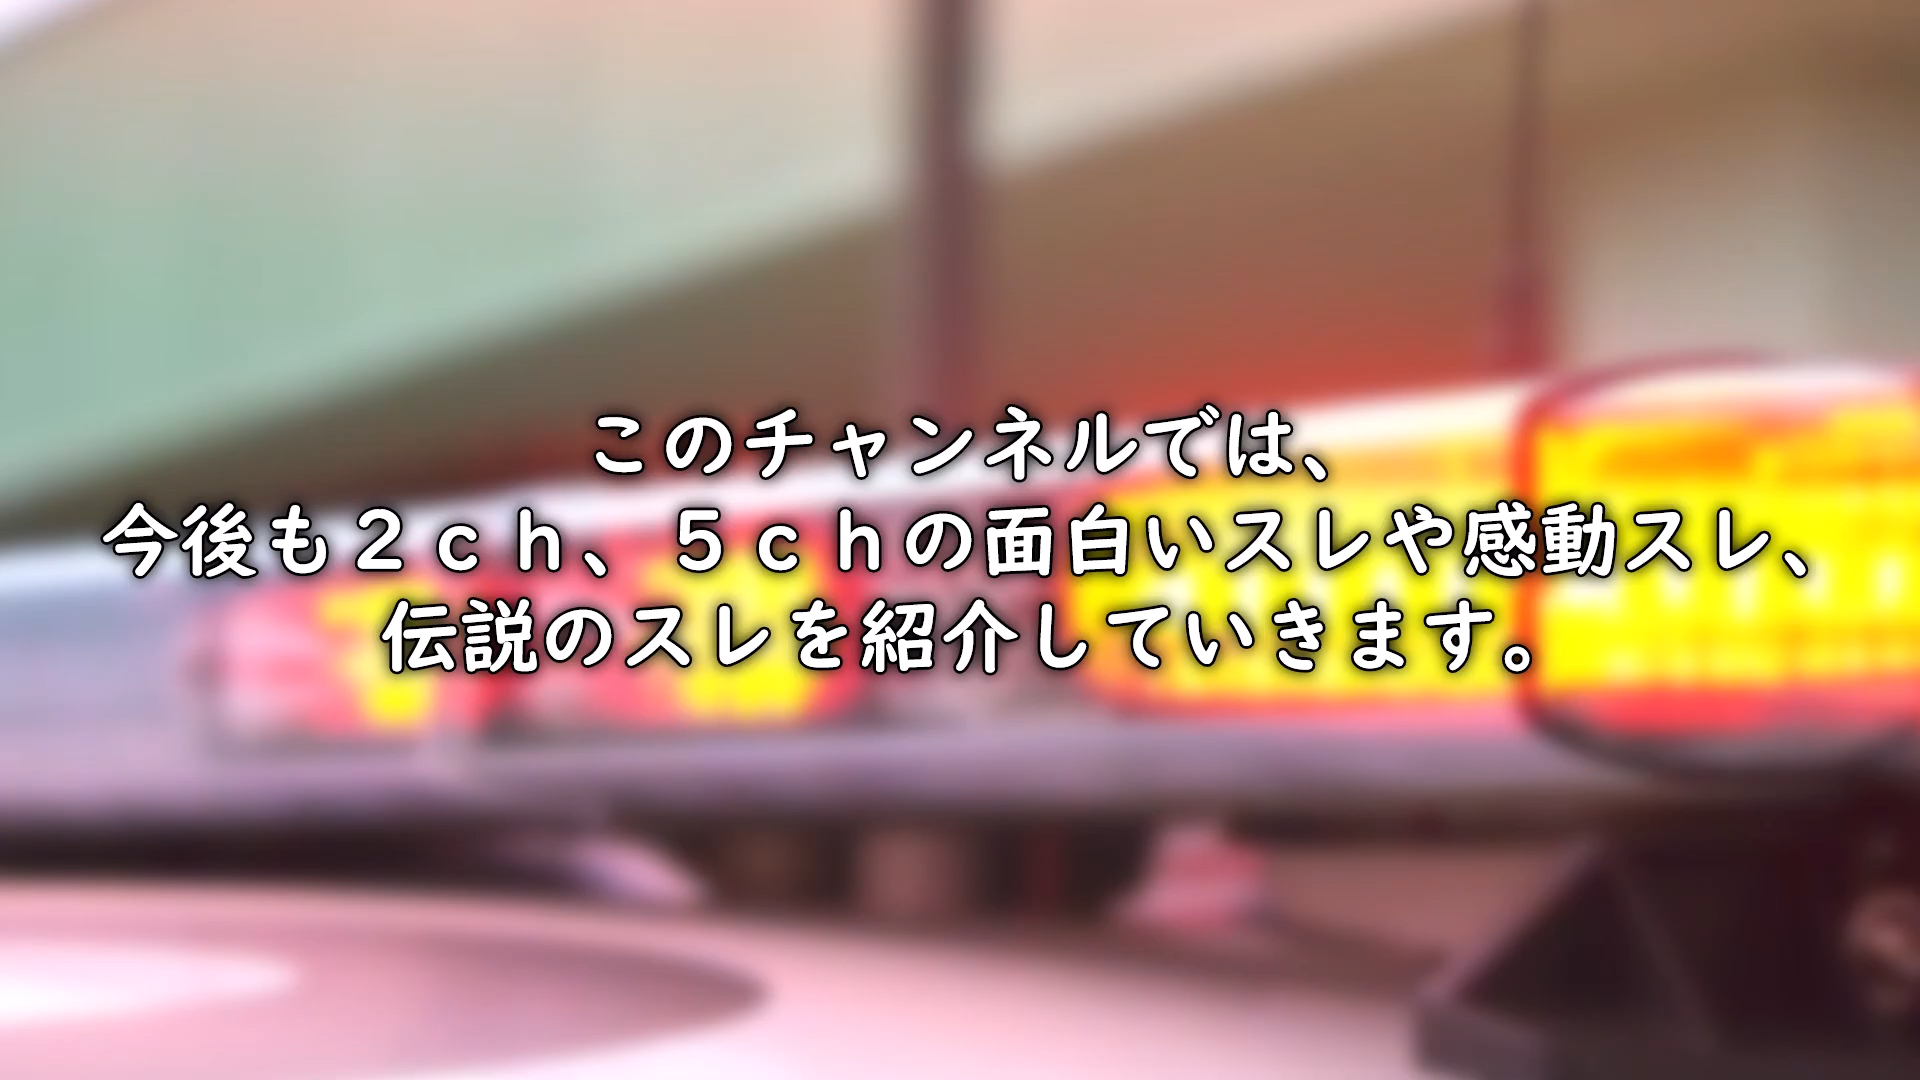 このチャンネルでは、
今後も２ｃｈ、５ｃｈの面白いスレや感動スレ、
伝説のスレを紹介していきます。